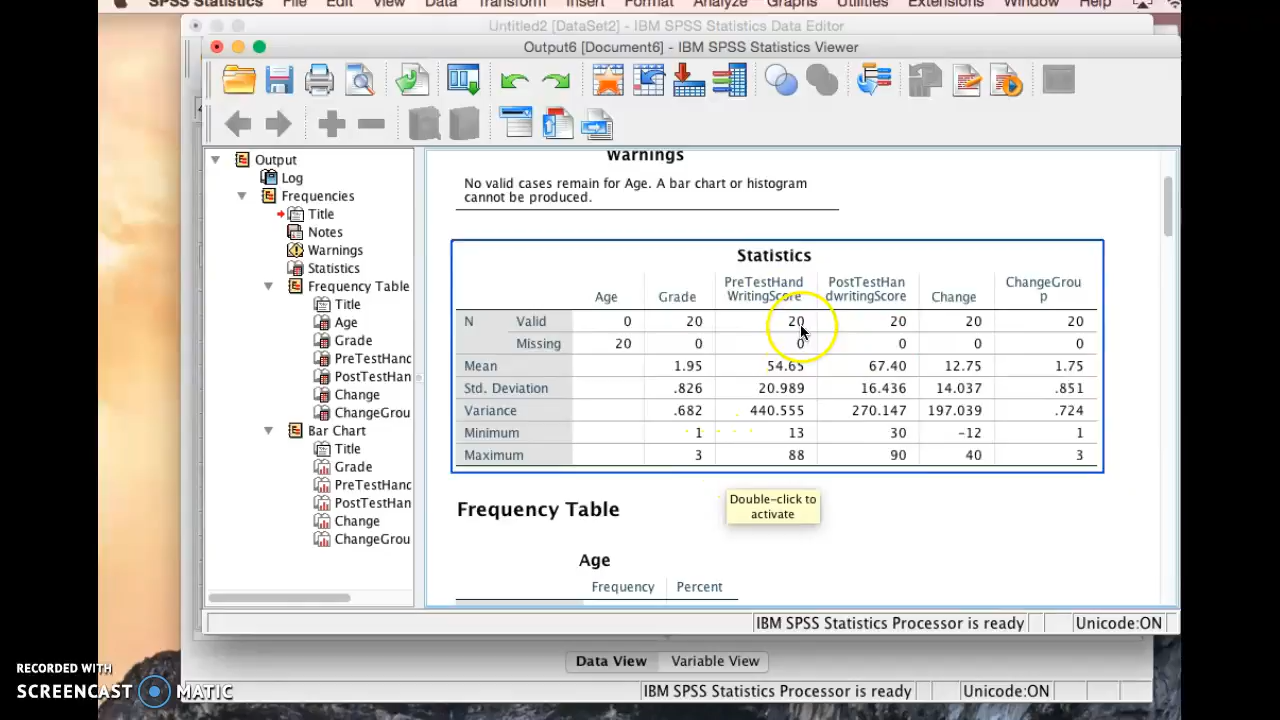 SPSS Statistics File Edit View Data Transform Insert Format Analyze Graphs Utilities Extensions Window Help
Untitled2 [DataSet2] - IBM SPSS Statistics Data Editor
Output6 [Document6] - IBM SPSS Statistics Viewer
Output
Log
Frequencies
Title
Notes
Warnings
Statistics
Frequency Table
Title
Age
Grade
PreTestHand
PostTestHan
Change
ChangeGrou
Bar Chart
Title
Grade
PreTestHand
PostTestHan
Change
ChangeGrou
Warnings
No valid cases remain for Age. A bar chart or histogram
cannot be produced.
Statistics
Age Grade PreTestHand WritingScore PostTestHan dwritingScore Change ChangeGrou p
N Valid 0 20 20 20 20 20
Missing 20 0 0 0 0 0
Mean 1.95 54.65 67.40 12.75 1.75
Std. Deviation .826 20.989 16.436 14.037 .851
Variance .682 440.555 270.147 197.039 .724
Minimum 1 13 30 -12 1
Maximum 3 88 90 40 3
Double-click to
activate
Frequency Table
Age
Frequency Percent
IBM SPSS Statistics Processor is ready Unicode:ON
Data View Variable View
IBM SPSS Statistics Processor is ready Unicode:ON
RECORDED WITH
SCREENCAST MATIC